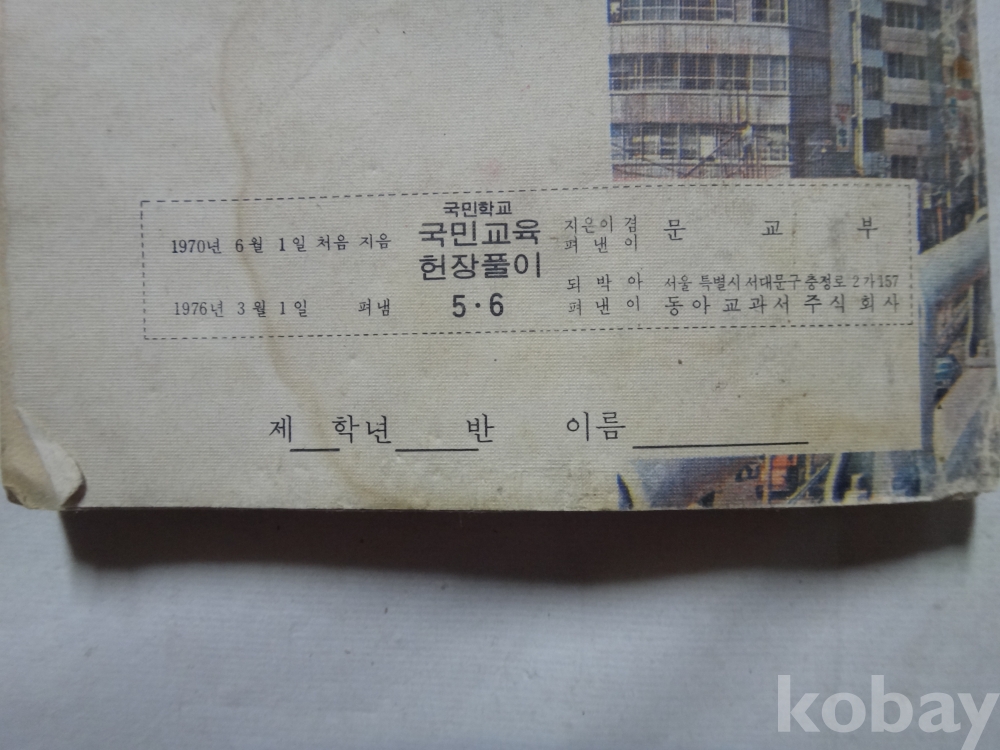 국민학교
국민교육
헌장풀이
5·6
1970년 6월 1일 처음 지음
1976년 3월 1일 펴냄
지은이 겸
펴 낸 이
문 교 부
되 박 아
펴 낸 이
서울 특별시 서대문구 충정로 2가 157
동아 교과서 주식 회사
제 학년 반 이름
kobay